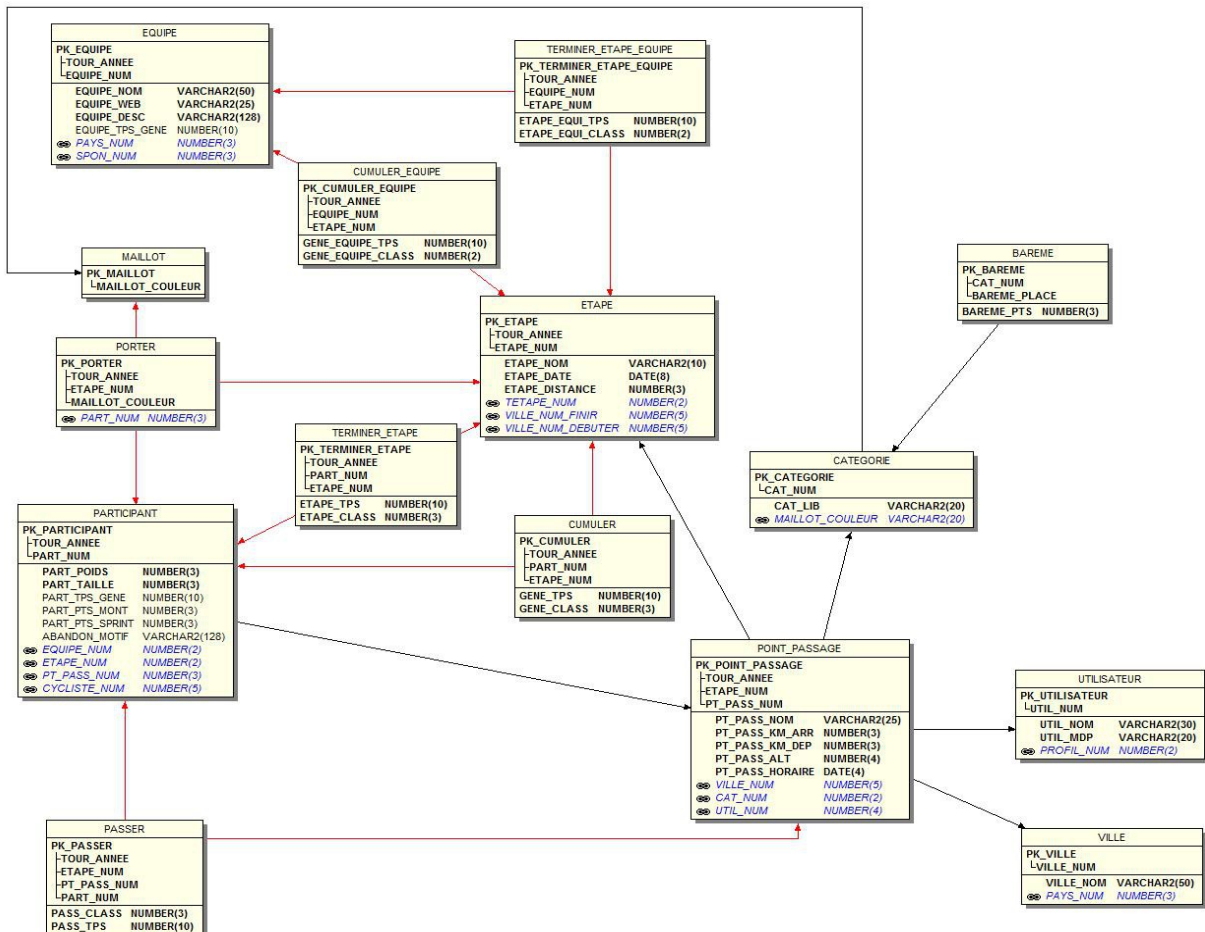 EQUIPE
PK_EQUIPE
TOUR_ANNEE
EQUIPE_NUM
EQUIPE_NOM VARCHAR2(50)
EQUIPE_WEB VARCHAR2(25)
EQUIPE_DESC VARCHAR2(128)
EQUIPE_TPS_GENE NUMBER(10)
PAYS_NUM NUMBER(3)
SPON_NUM NUMBER(3)
TERMINER_ETAPE_EQUIPE
PK_TERMINER_ETAPE_EQUIPE
TOUR_ANNEE
EQUIPE_NUM
ETAPE_NUM
ETAPE_EQUI_TPS NUMBER(10)
ETAPE_EQUI_CLASS NUMBER(2)
CUMULER_EQUIPE
PK_CUMULER_EQUIPE
TOUR_ANNEE
EQUIPE_NUM
ETAPE_NUM
GENE_EQUIPE_TPS NUMBER(10)
GENE_EQUIPE_CLASS NUMBER(2)
MAILLOT
PK_MAILLOT
MAILLOT_COULEUR
BAREME
PK_BAREME
CAT_NUM
BAREME_PLACE
BAREME_PTS NUMBER(3)
ETAPE
PK_ETAPE
TOUR_ANNEE
ETAPE_NUM
ETAPE_NOM VARCHAR2(10)
ETAPE_DATE DATE(8)
ETAPE_DISTANCE NUMBER(3)
TETAPE_NUM NUMBER(2)
VILLE_NUM_FINIR NUMBER(5)
VILLE_NUM_DEBUTER NUMBER(5)
PORTER
PK_PORTER
TOUR_ANNEE
ETAPE_NUM
MAILLOT_COULEUR
PART_NUM NUMBER(3)
TERMINER_ETAPE
PK_TERMINER_ETAPE
TOUR_ANNEE
PART_NUM
ETAPE_NUM
ETAPE_TPS NUMBER(10)
ETAPE_CLASS NUMBER(3)
CATEGORIE
PK_CATEGORIE
CAT_NUM
CAT_LIB VARCHAR2(20)
MAILLOT_COULEUR VARCHAR2(20)
PARTICIPANT
PK_PARTICIPANT
TOUR_ANNEE
PART_NUM
PART_POIDS NUMBER(3)
PART_TAILLE NUMBER(3)
PART_TPS_GENE NUMBER(10)
PART_PTS_MONT NUMBER(3)
PART_PTS_SPRINT NUMBER(3)
ABANDON_MOTIF VARCHAR2(128)
EQUIPE_NUM NUMBER(2)
ETAPE_NUM NUMBER(2)
PT_PASS_NUM NUMBER(3)
CYCLISTE_NUM NUMBER(5)
CUMULER
PK_CUMULER
TOUR_ANNEE
PART_NUM
ETAPE_NUM
GENE_TPS NUMBER(10)
GENE_CLASS NUMBER(3)
POINT_PASSAGE
PK_POINT_PASSAGE
TOUR_ANNEE
ETAPE_NUM
PT_PASS_NUM
PT_PASS_NOM VARCHAR2(25)
PT_PASS_KM_ARR NUMBER(3)
PT_PASS_KM_DEP NUMBER(3)
PT_PASS_ALT NUMBER(4)
PT_PASS_HORAIRE DATE(4)
VILLE_NUM NUMBER(5)
CAT_NUM NUMBER(2)
UTIL_NUM NUMBER(4)
UTILISATEUR
PK_UTILISATEUR
UTIL_NUM
UTIL_NOM VARCHAR2(30)
UTIL_MDP VARCHAR2(20)
PROFIL_NUM NUMBER(2)
PASSER
PK_PASSER
TOUR_ANNEE
ETAPE_NUM
PT_PASS_NUM
PART_NUM
PASS_CLASS NUMBER(3)
PASS_TPS NUMBER(10)
VILLE
PK_VILLE
VILLE_NUM
VILLE_NOM VARCHAR2(50)
PAYS_NUM NUMBER(3)